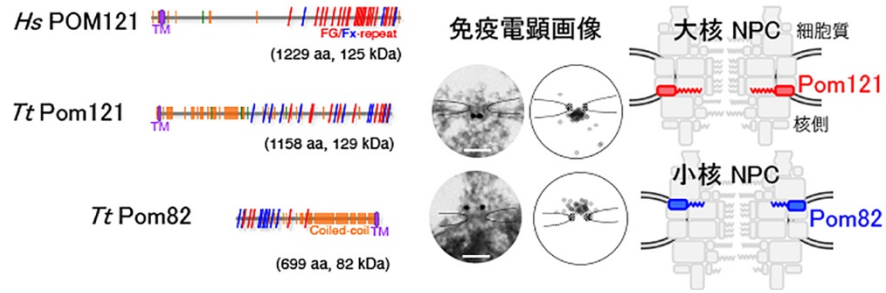 Hs POM121
TM
FG/Fx-repeat
(1229 aa, 125 kDa)
Tt Pom121
TM
(1158 aa, 129 kDa)
Tt Pom82
Coiled-coil
TM
(699 aa, 82 kDa)
免疫電顕画像
大核 NPC
細胞質
Pom121
核側
小核 NPC
Pom82